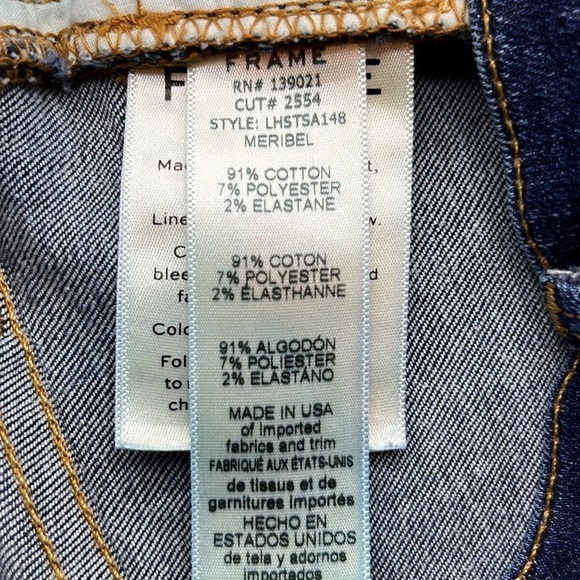 FRAME
RN# 139021
CUT# 2554
STYLE: LHSTSA148
MERIBEL
91% COTTON
7% POLYESTER
2% ELASTANE
91% COTON
7% POLYESTER
2% ELASTHANNE
91% ALGODÓN
7% POLIESTER
2% ELASTANO
MADE IN USA
of imported
fabrics and trim
FABRIQUÉ AUX ÉTATS-UNIS
de tissus et de
garnitures importés
HECHO EN
ESTADOS UNIDOS
de tela y adornos
importados